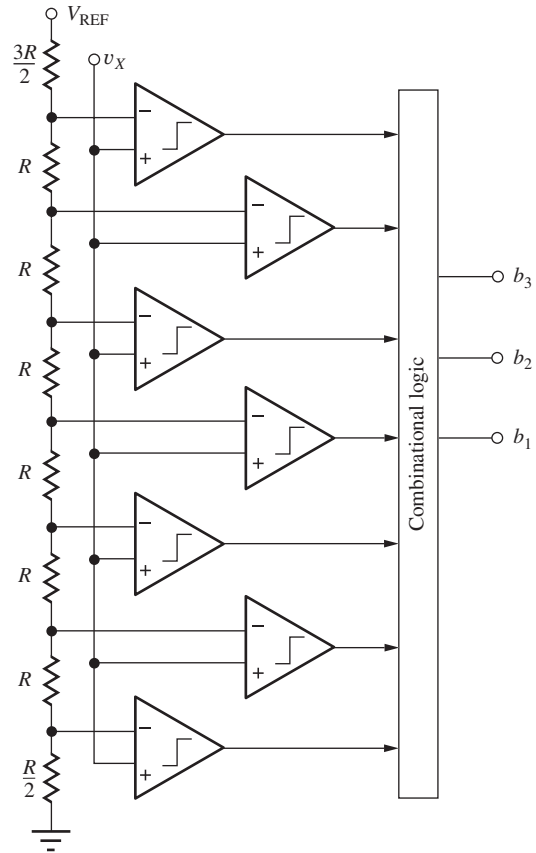 V_REF
3R/2
v_X
−
+
R
−
+
R
−
+
b_3
R
b_2
−
+
b_1
R
Combinational logic
−
+
R
−
+
R
−
+
R/2